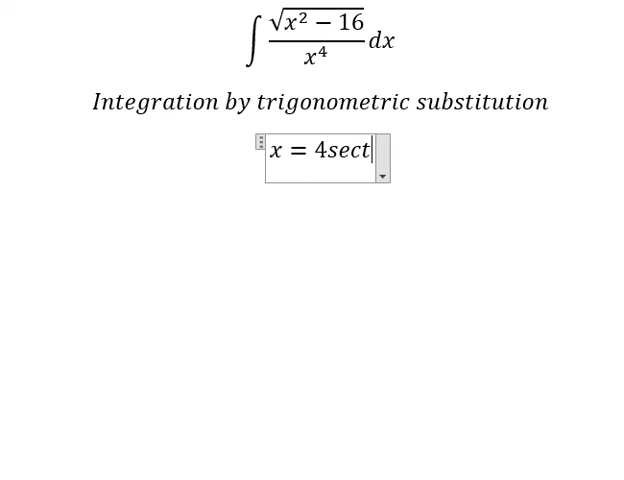 ∫ √(x² − 16) / x⁴ dx
Integration by trigonometric substitution
x = 4sect